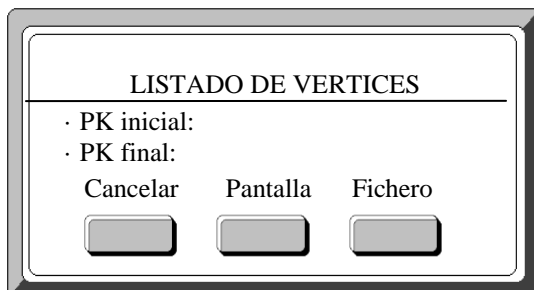 LISTADO DE VERTICES
· PK inicial:
· PK final:
Cancelar Pantalla Fichero